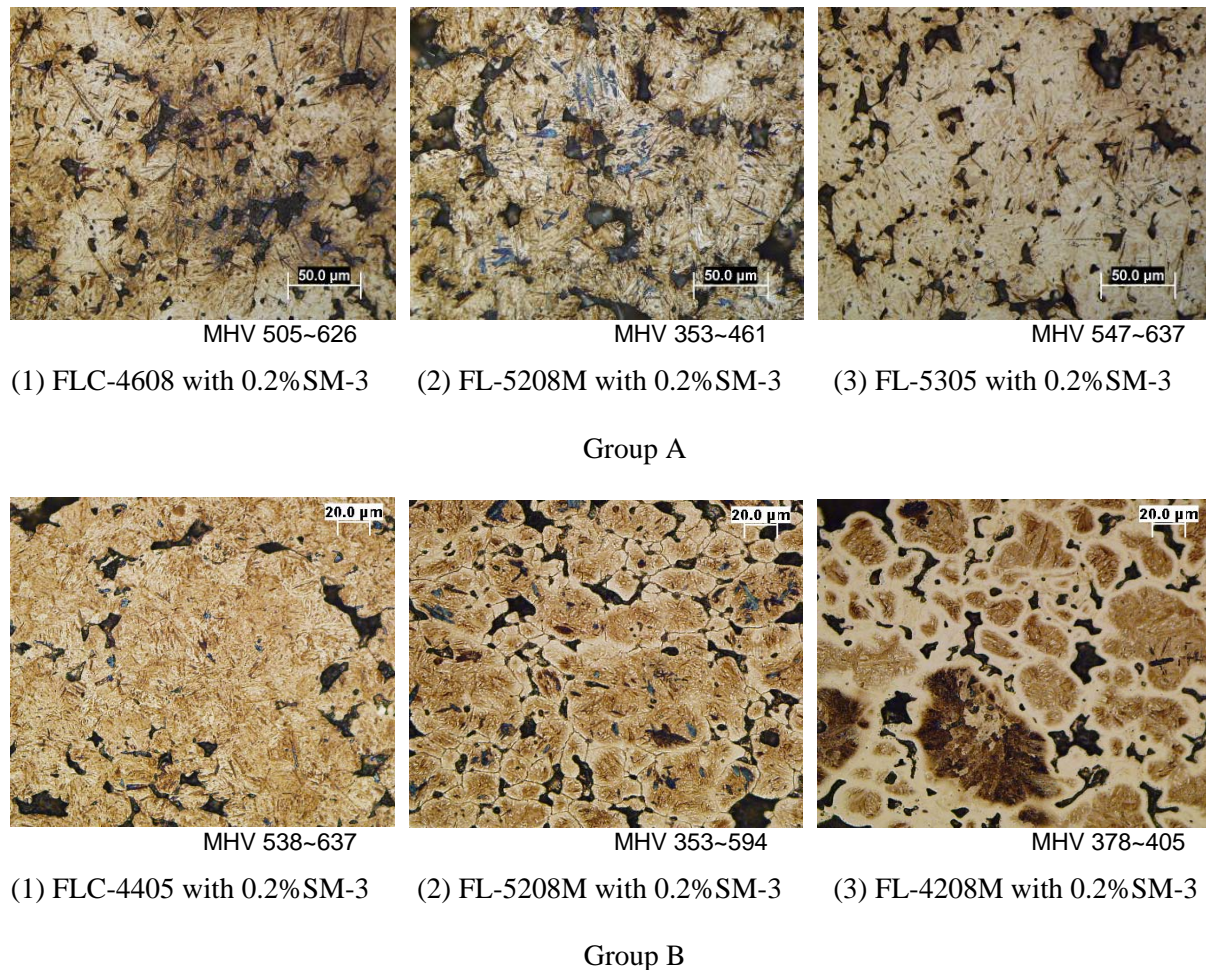 50.0 µm 50.0 µm 50.0 µm
MHV 505~626 MHV 353~461 MHV 547~637
(1) FLC-4608 with 0.2%SM-3 (2) FL-5208M with 0.2%SM-3 (3) FL-5305 with 0.2%SM-3
Group A
20.0 µm 20.0 µm 20.0 µm
MHV 538~637 MHV 353~594 MHV 378~405
(1) FLC-4405 with 0.2%SM-3 (2) FL-5208M with 0.2%SM-3 (3) FL-4208M with 0.2%SM-3
Group B